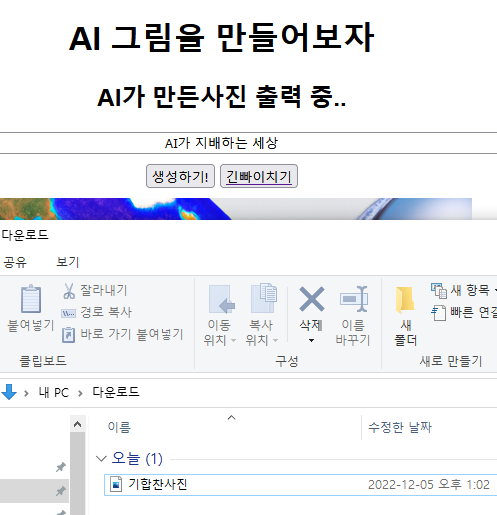 AI 그림을 만들어보자
AI가 만든사진 출력 중..
AI가 지배하는 세상
생성하기! 긴빠이치기
다운로드
공유 보기
붙여넣기
잘라내기
경로 복사
바로 가기 붙여넣기
클립보드
이동 위치
복사 위치
삭제
이름 바꾸기
구성
새 폴더
새 항목
빠른 연결
새로 만들기
내 PC 다운로드
이름 수정한 날짜
오늘 (1)
기합찬사진 2022-12-05 오후 1:02